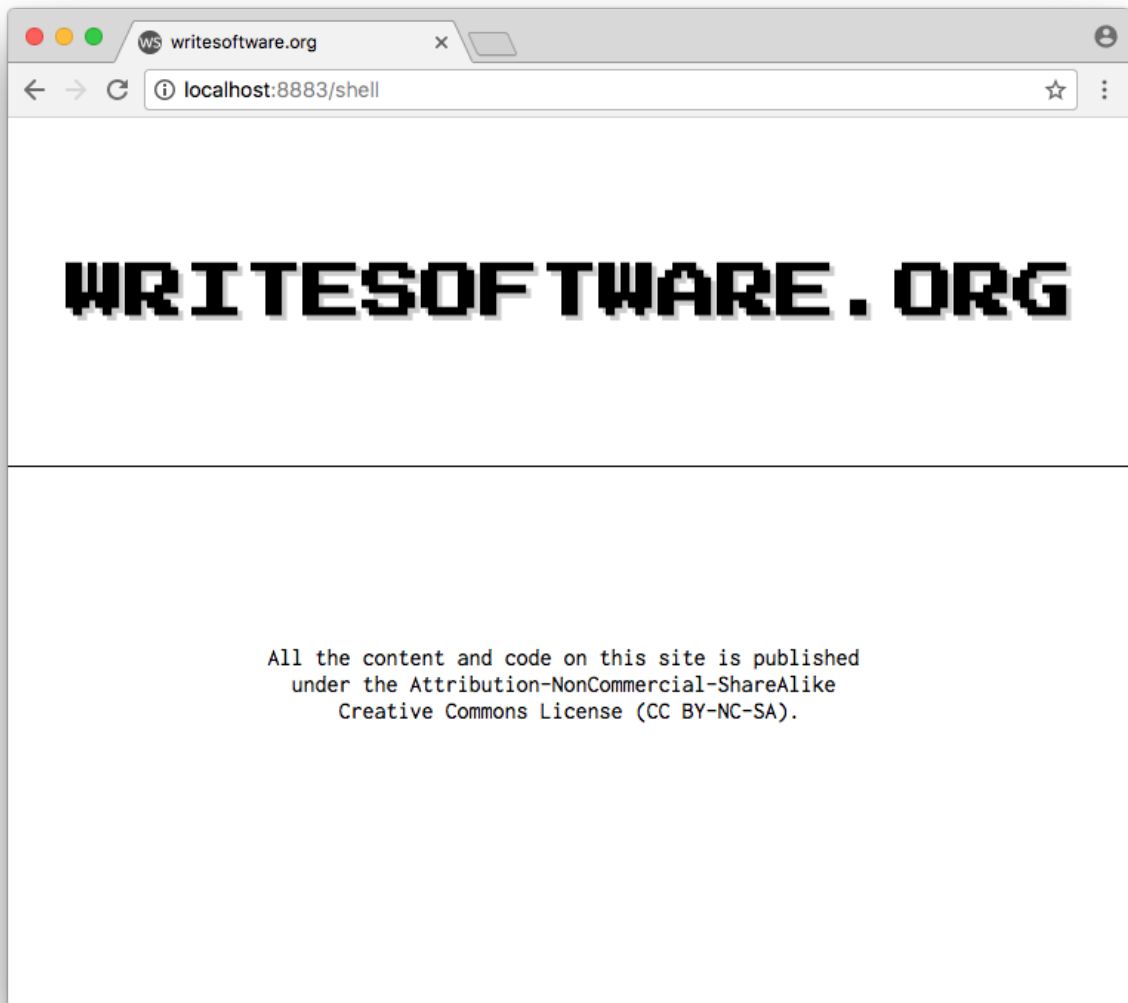 WS writesoftware.org
localhost:8883/shell
WRITESOFTWARE.ORG
All the content and code on this site is published
under the Attribution-NonCommercial-ShareAlike
Creative Commons License (CC BY-NC-SA).